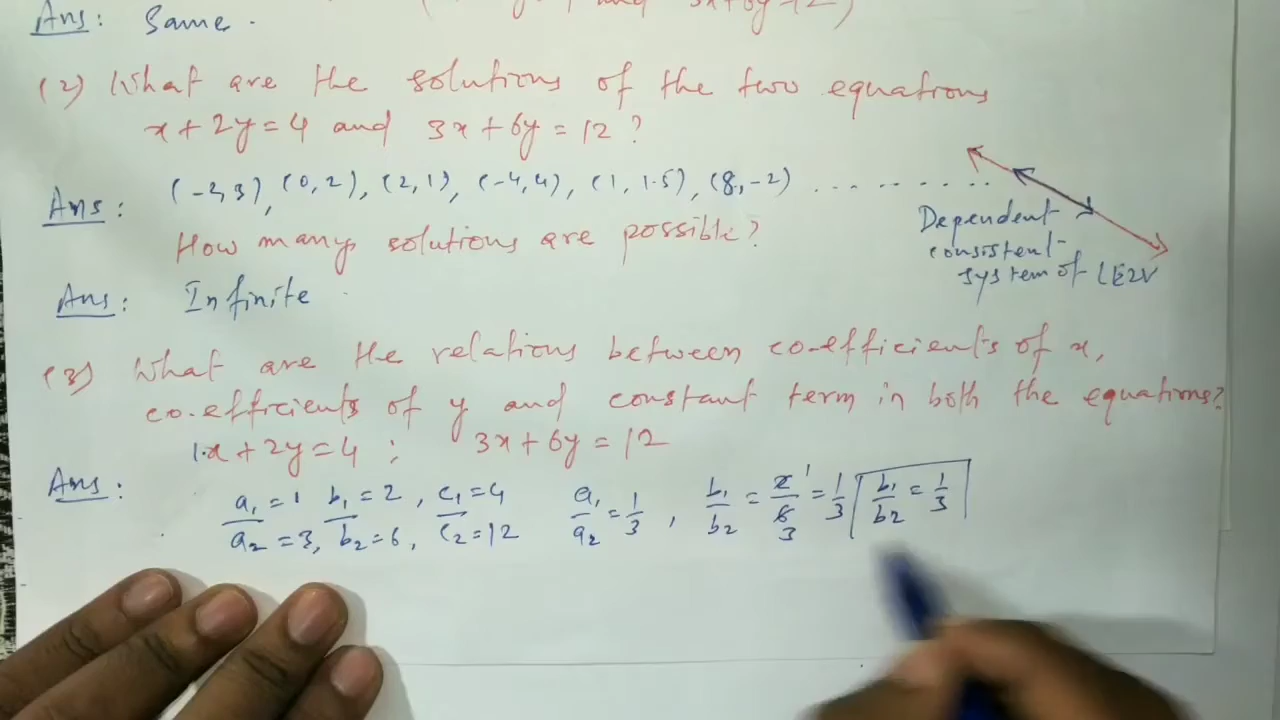 Ans: Same.
(2) What are the solutions of the two equations
x + 2y = 4 and 3x + 6y = 12 ?
Ans: (-2,3), (0,2), (2,1), (-4,4), (1,1.5), (8,-2) . . . . . . . . .
Dependent
consistent
system of LE2V
How many solutions are possible?
Ans: Infinite
(3) What are the relations between co-efficients of x,
co.efficients of y and constant term in both the equations?
1.x + 2y = 4 ; 3x + 6y = 12
Ans: a1 = 1 b1 = 2, c1 = 4 a1/a2 = 1/3, b1/b2 = 2/6 1 3 = 1/3 b1/b2 = 1/3
a2 = 3, b2 = 6, c2 = 12